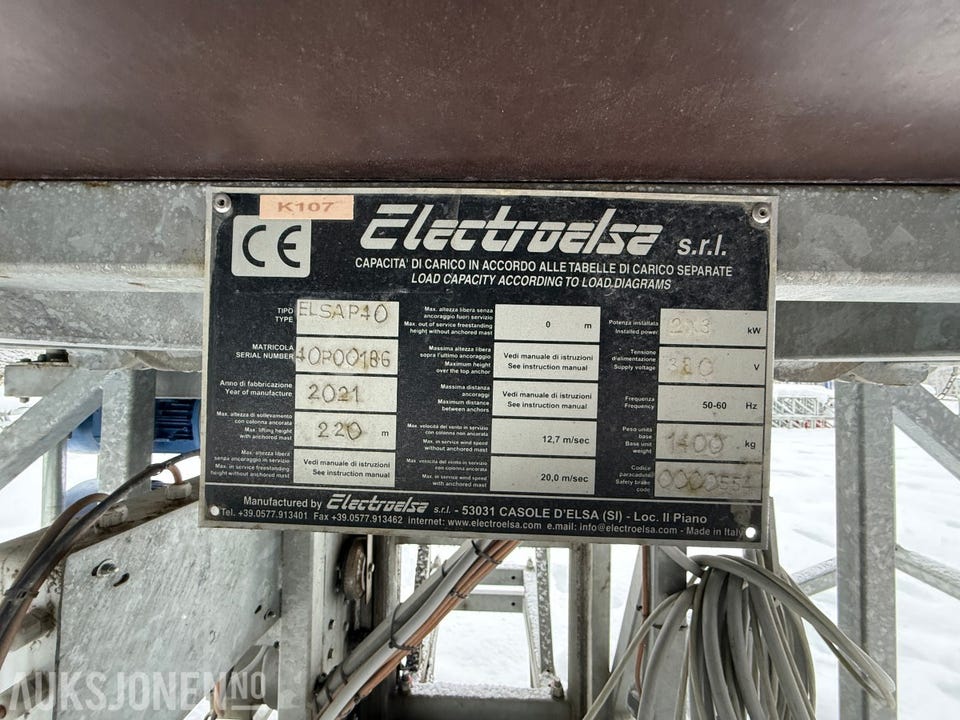 K107
CE
Electroelsa s.r.l.
CAPACITA' DI CARICO IN ACCORDO ALLE TABELLE DI CARICO SEPARATE
LOAD CAPACITY ACCORDING TO LOAD DIAGRAMS
TIPO
TYPE
ELSAP40
MATRICOLA
SERIAL NUMBER
40P00186
Anno di fabbricazione
Year of manufacture
2021
Max. altezza di sollevamento
con colonna ancorata
Max. lifting height
with anchored mast
220 m
Max. altezza libera
senza ancoraggio in servizio
Max. in service freestanding
height without anchored mast
Vedi manuale di istruzioni
See instruction manual
Max. altezza libera senza
ancoraggio fuori servizio
Max. out of service freestanding
height without anchored mast
0 m
Massima altezza libera
sopra l'ultimo ancoraggio
Maximum height
over the top anchor
Vedi manuale di istruzioni
See instruction manual
Massima distanza
ancoraggi
Maximum distance
between anchors
Vedi manuale di istruzioni
See instruction manual
Max. velocità del vento in servizio
con colonna non ancorata
Max. in service wind speed
without anchored mast
12,7 m/sec
Max. velocità del vento in servizio
con colonna ancorata
Max. in service wind speed
with anchored mast
20,0 m/sec
Potenza installata
Installed power
2x3 kW
Tensione
d'alimentazione
Supply voltage
380 V
Frequenza
Frequency
50-60 Hz
Peso unità
base
Base unit
weight
1400 kg
Codice
paracadute
Safety brake
code
Manufactured by Electroelsa s.r.l. - 53031 CASOLE D'ELSA (SI) - Loc. Il Piano
Tel. +39.0577.913401 Fax +39.0577.913462 internet: www.electroelsa.com e.mail: info@electroelsa.com - Made in Italy
AUKSJONEN.NO